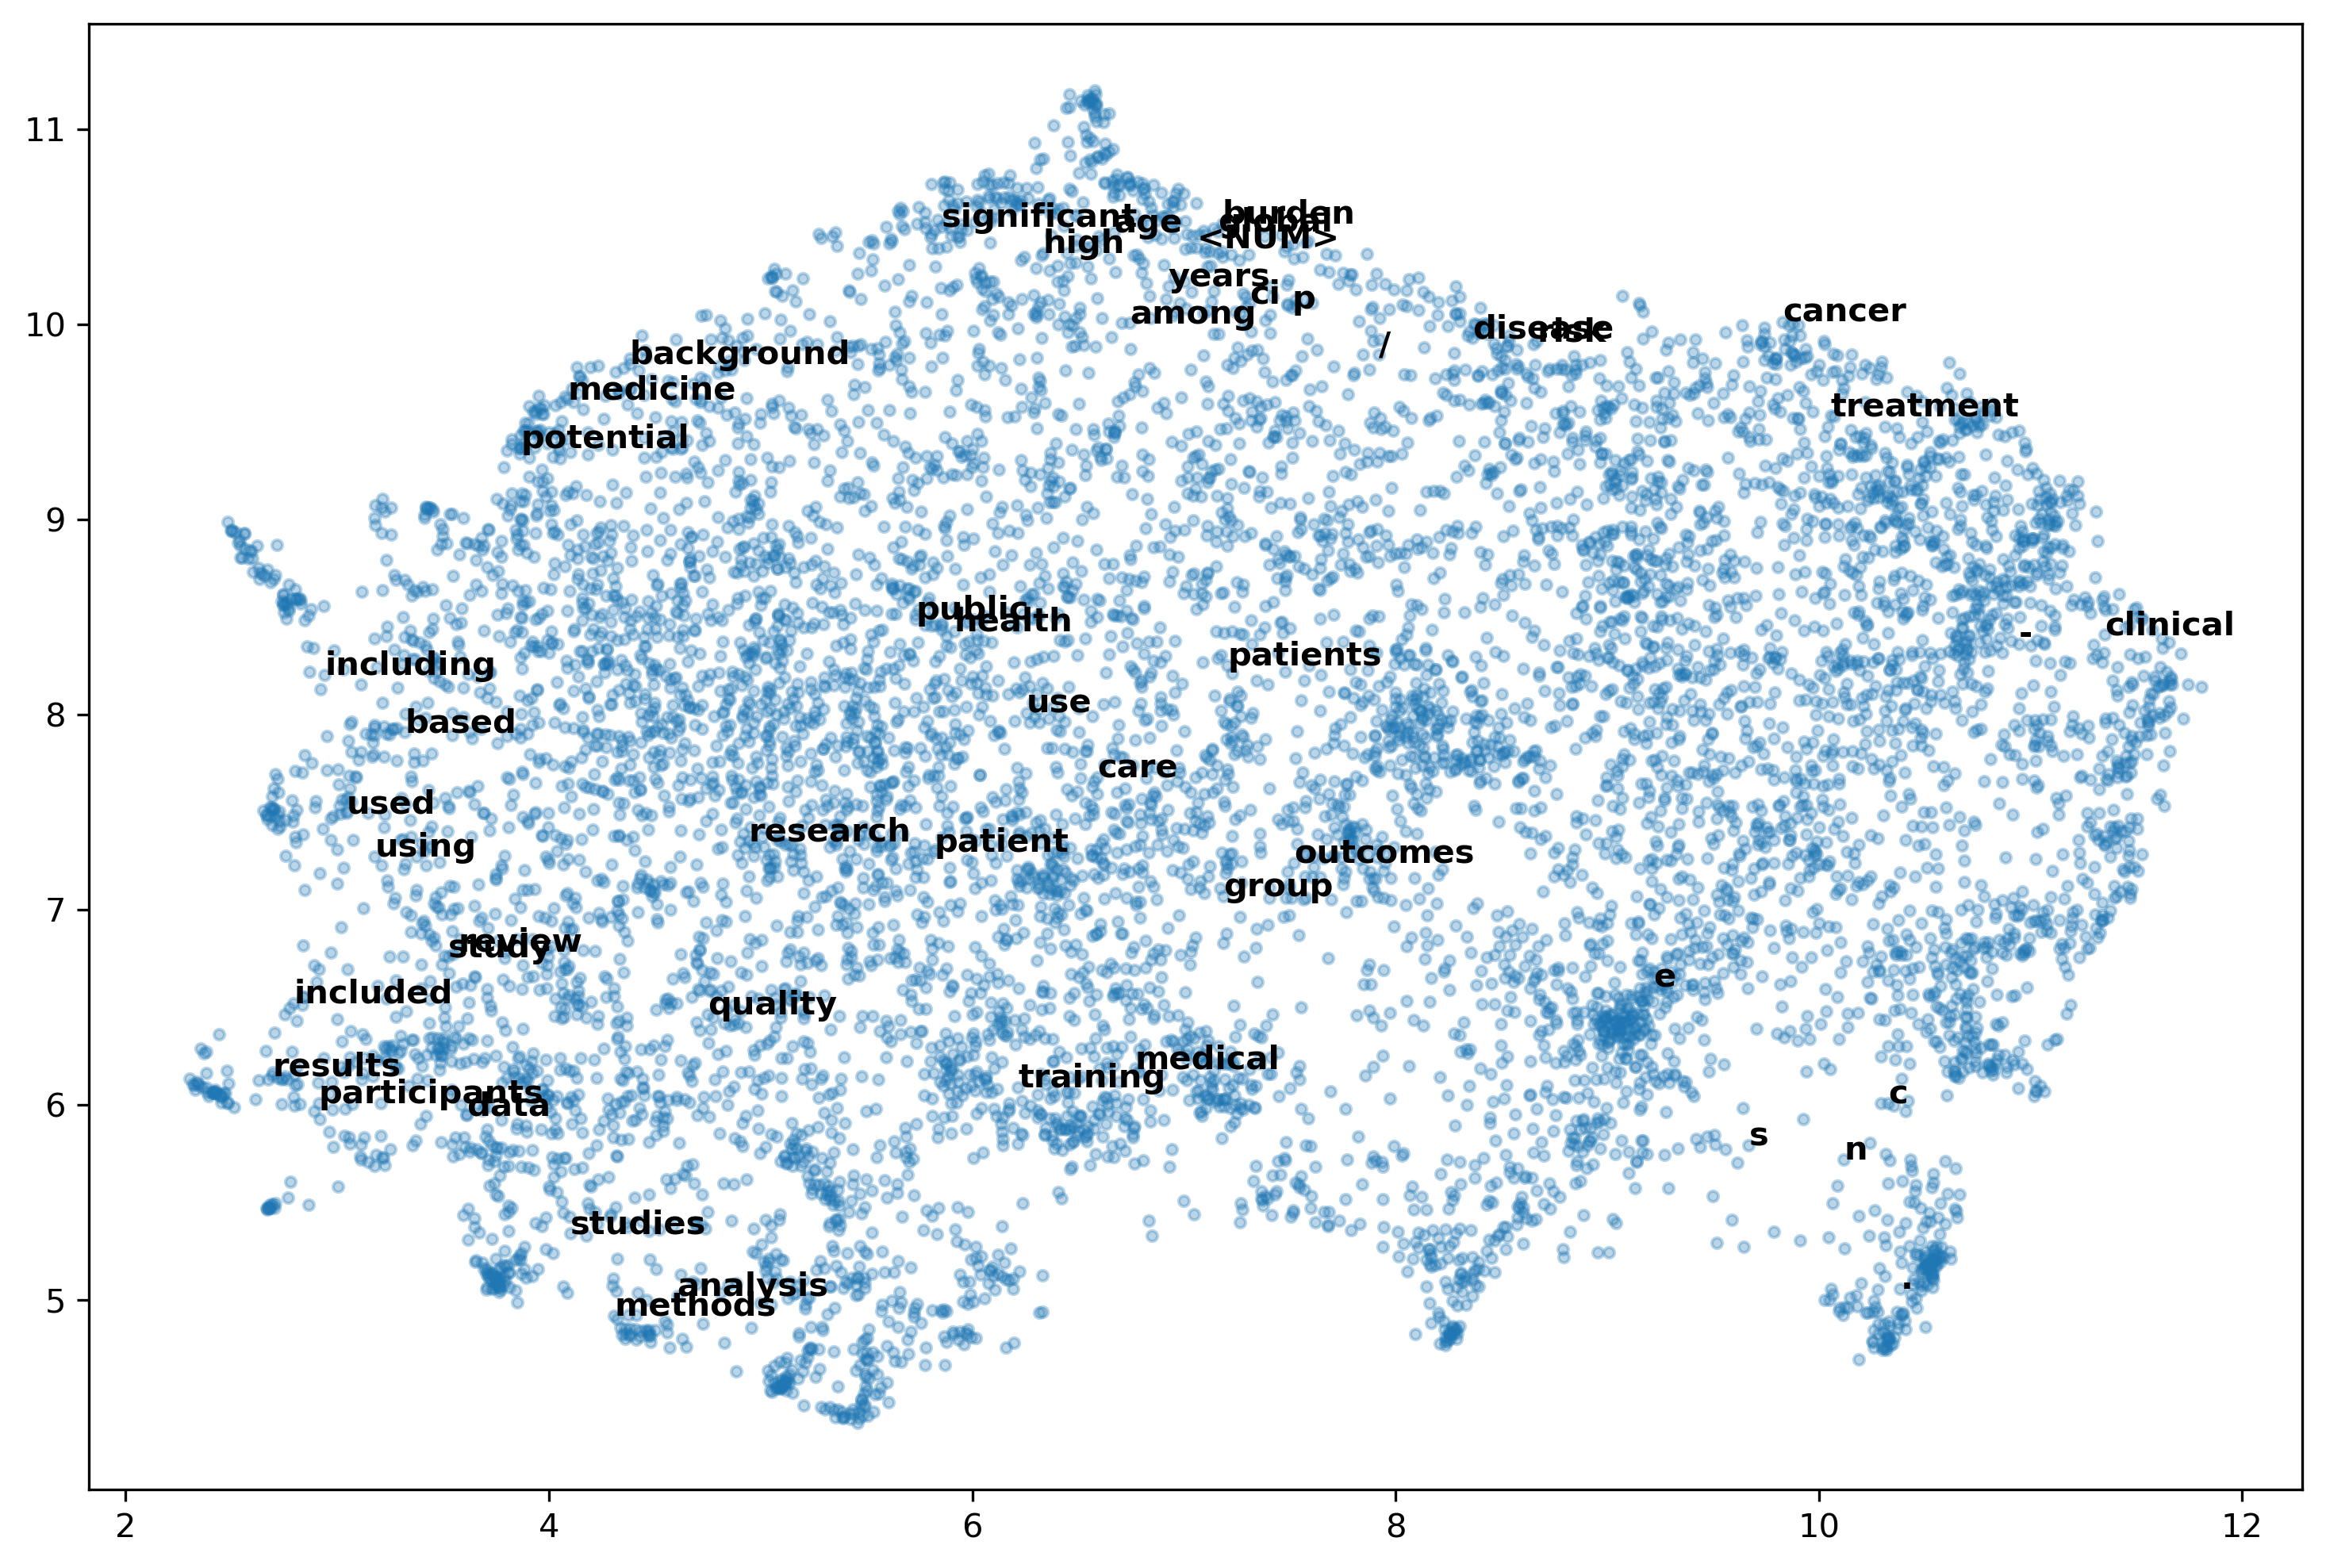 11
burden
significant
age
global
<NUM>
high
years
ci
p
among
cancer
10
disease
risk
/
background
medicine
treatment
potential
9
public
health
clinical
-
patients
including
use
8
based
care
used
research
patient
using
outcomes
group
7
review
study
e
included
quality
results
medical
training
participants
data
c
6
s
n
studies
analysis
methods
.
5
2
4
6
8
10
12